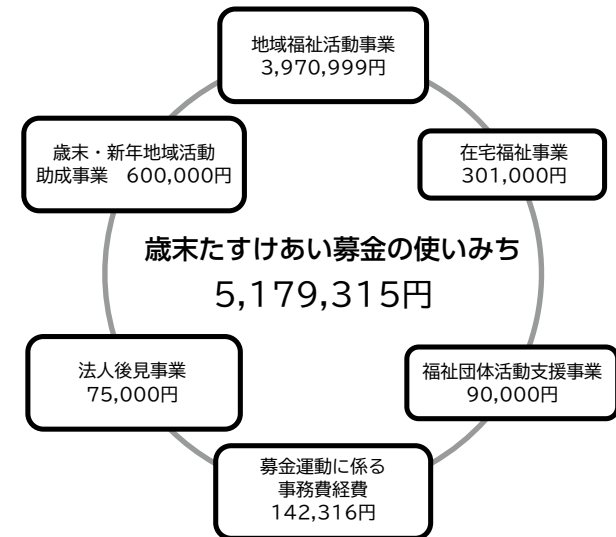 地域福祉活動事業
3,970,999円
歳末・新年地域活動
助成事業　600,000円
在宅福祉事業
301,000円
歳末たすけあい募金の使いみち
5,179,315円
法人後見事業
75,000円
福祉団体活動支援事業
90,000円
募金運動に係る
事務費経費
142,316円